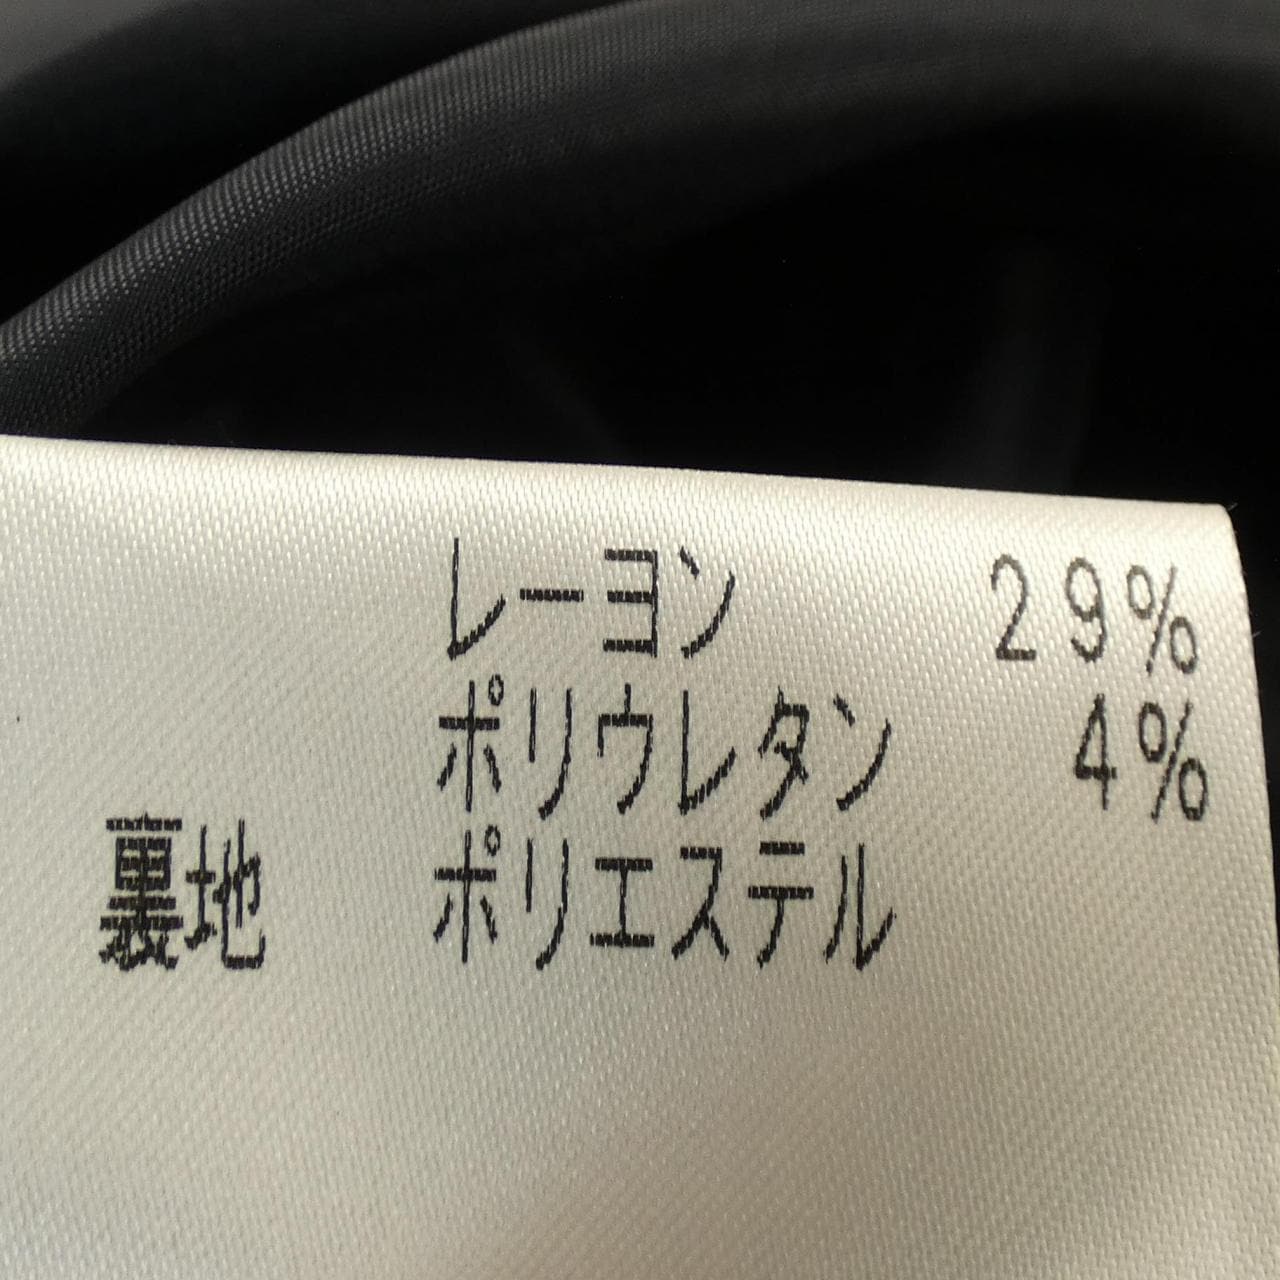 レーヨン 29%
ポリウレタン 4%
裏地 ポリエステル